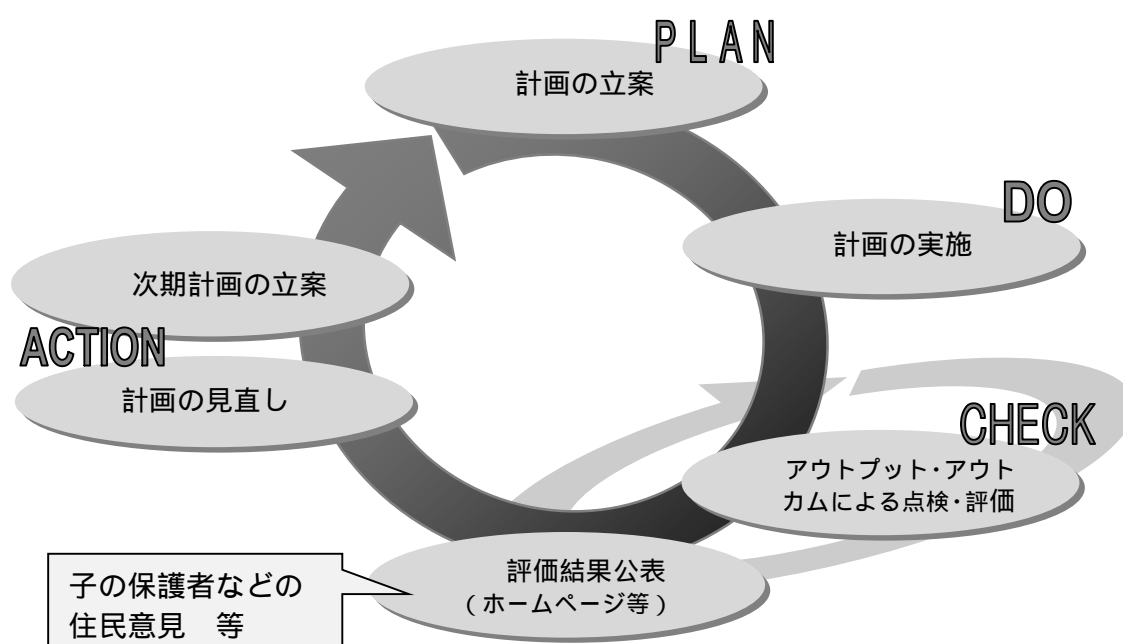 PLAN
計画の立案
DO
計画の実施
CHECK
アウトプット・アウト
カムによる点検・評価
評価結果公表
(ホームページ等)
子の保護者などの
住民意見 等
ACTION
計画の見直し
次期計画の立案